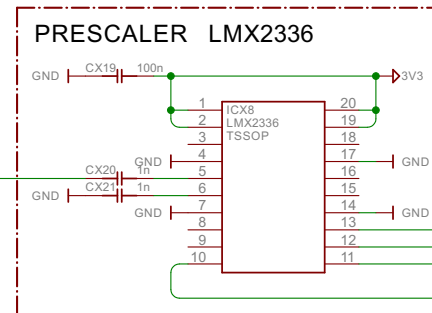 PRESCALER LMX2336
GND CX19 100n 3V3
1 ICX8 20
2 LMX2336 19
3 TSSOP 18
GND 4 17 GND
CX20 1n 5 16
GND CX21 1n 6 15
GND 7 14 GND
8 13
9 12
10 11